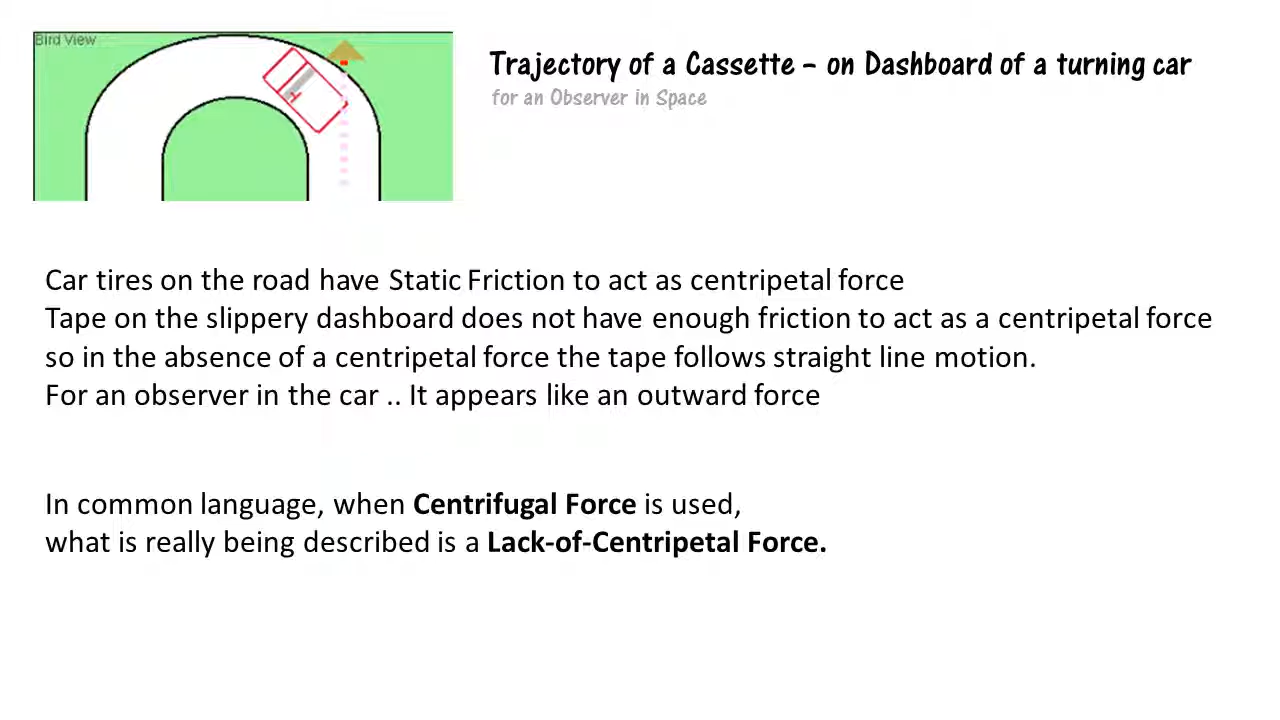 Bird View
Trajectory of a Cassette – on Dashboard of a turning car
for an Observer in Space
Car tires on the road have Static Friction to act as centripetal force
Tape on the slippery dashboard does not have enough friction to act as a centripetal force
so in the absence of a centripetal force the tape follows straight line motion.
For an observer in the car .. It appears like an outward force
In common language, when Centrifugal Force is used,
what is really being described is a Lack-of-Centripetal Force.